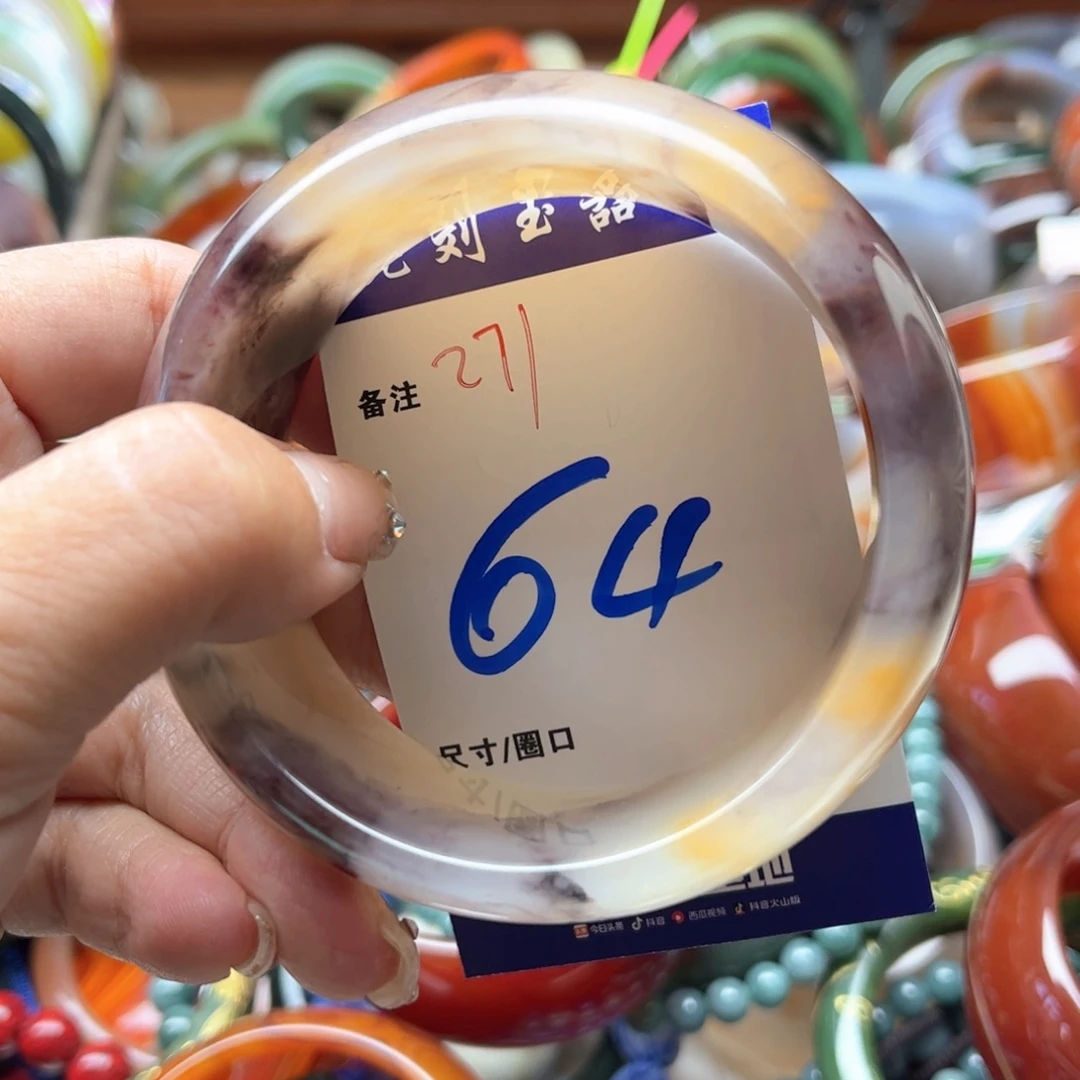 刻玉器
备注 271
64
尺寸/圈口
今日头条 抖音 西瓜视频 抖音火山版